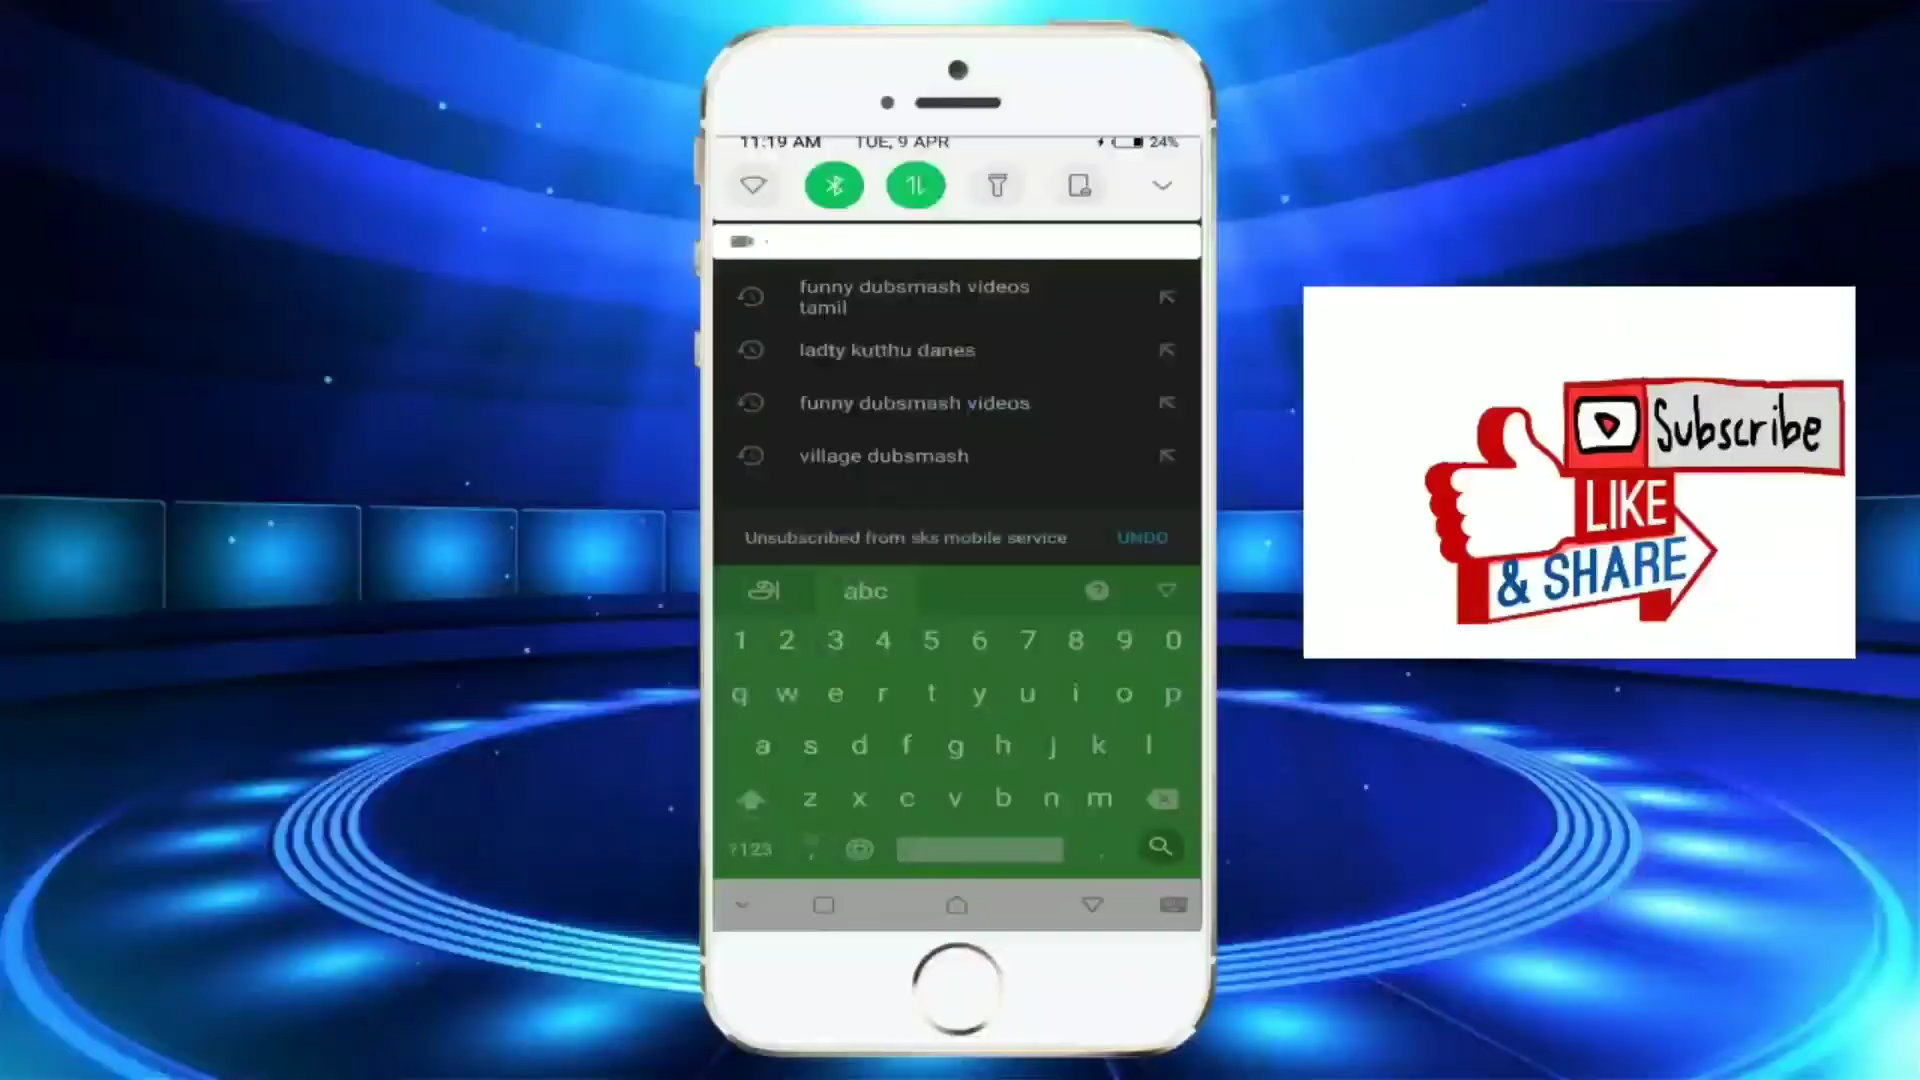 11:19 AM TUE, 9 APR 24%
funny dubsmash videos
tamil
ladty kutthu danes
funny dubsmash videos
village dubsmash
Unsubscribed from sks mobile service UNDO
அ abc
1 2 3 4 5 6 7 8 9 0
q w e r t y u i o p
a s d f g h j k l
z x c v b n m
?123 , .
Subscribe
LIKE
& SHARE